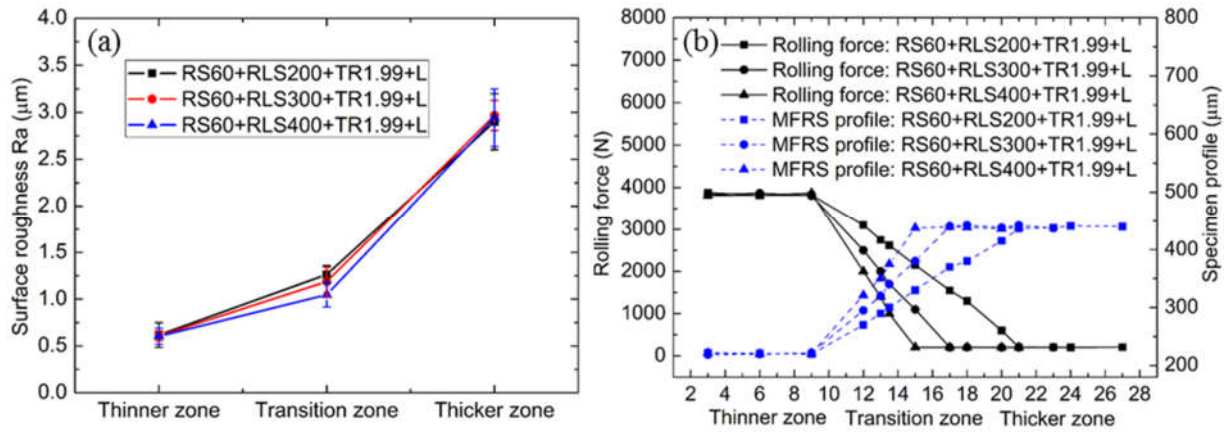 (a)
Surface roughness Ra (μm)
4.0
3.5
3.0
2.5
2.0
1.5
1.0
0.5
0.0
RS60+RLS200+TR1.99+L
RS60+RLS300+TR1.99+L
RS60+RLS400+TR1.99+L
Thinner zone Transition zone Thicker zone
(b)
Rolling force (N)
8000
7000
6000
5000
4000
3000
2000
1000
0
Rolling force: RS60+RLS200+TR1.99+L
Rolling force: RS60+RLS300+TR1.99+L
Rolling force: RS60+RLS400+TR1.99+L
MFRS profile: RS60+RLS200+TR1.99+L
MFRS profile: RS60+RLS300+TR1.99+L
MFRS profile: RS60+RLS400+TR1.99+L
800
700
600
500
400
300
200
Specimen profile (μm)
2 4 6 8 10 12 14 16 18 20 22 24 26 28
Thinner zone Transition zone Thicker zone